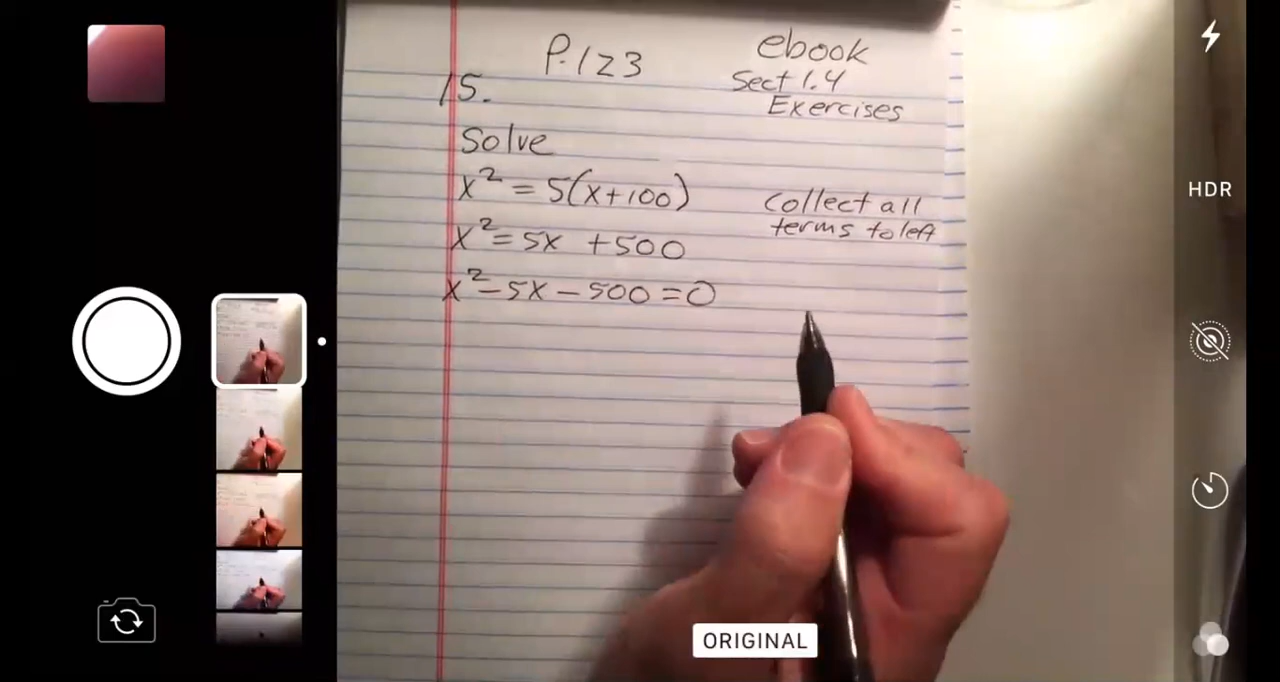 P.123
ebook
Sect 1.4
Exercises
15.
Solve
x² = 5(x+100)
collect all
terms to left
x² = 5x + 500
x² - 5x - 500 = 0
HDR
ORIGINAL